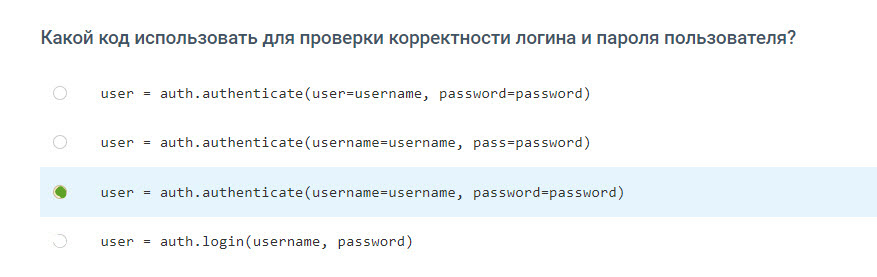 Какой код использовать для проверки корректности логина и пароля пользователя?
user = auth.authenticate(user=username, password=password)
user = auth.authenticate(username=username, pass=password)
user = auth.authenticate(username=username, password=password)
user = auth.login(username, password)